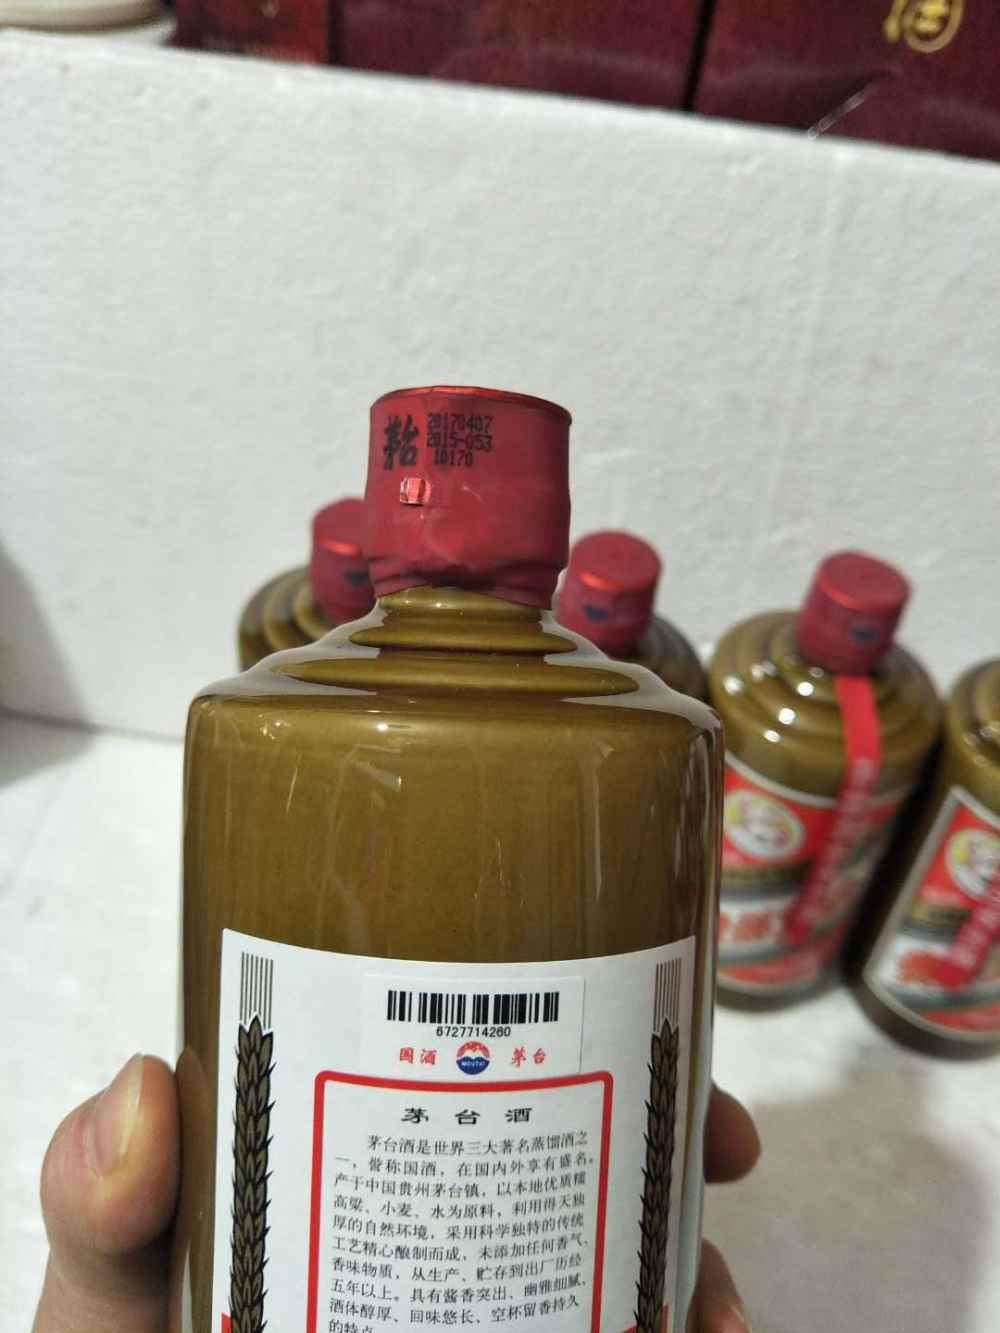 酒
茅台
20170407
2015-053
10170
6727714260
国酒 MOUTAI 茅台
茅台酒
茅台酒是世界三大著名蒸馏酒之
一，誉称国酒，在国内外享有盛名。
产于中国贵州茅台镇，以本地优质糯
高粱、小麦、水为原料，利用得天独
厚的自然环境，采用科学独特的传统
工艺精心酿制而成，未添加任何香气、
香味物质，从生产、贮存到出厂历经
五年以上。具有酱香突出、幽雅细腻、
酒体醇厚、回味悠长、空杯留香持久
的特点